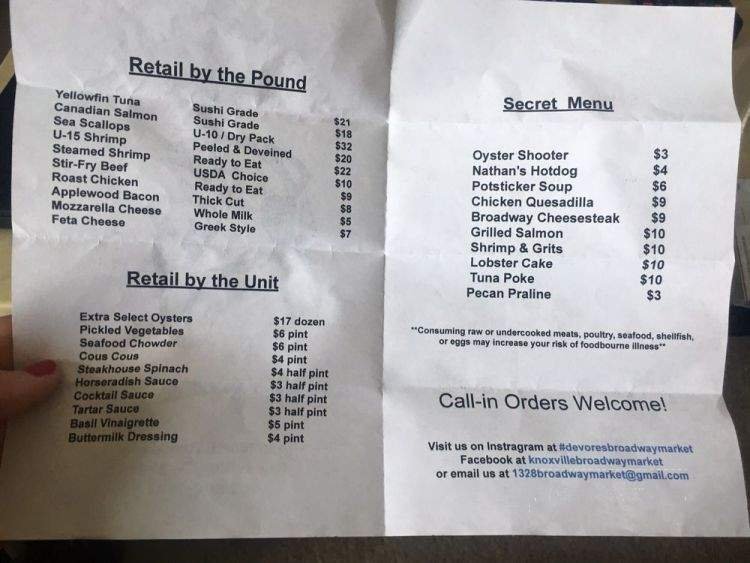 Retail by the Pound
Yellowfin Tuna Sushi Grade $21
Canadian Salmon Sushi Grade $18
Sea Scallops U-10 / Dry Pack $32
U-15 Shrimp Peeled & Deveined $20
Steamed Shrimp Ready to Eat $22
Stir-Fry Beef USDA Choice $10
Roast Chicken Ready to Eat $9
Applewood Bacon Thick Cut $8
Mozzarella Cheese Whole Milk $5
Feta Cheese Greek Style $7
Retail by the Unit
Extra Select Oysters $17 dozen
Pickled Vegetables $6 pint
Seafood Chowder $6 pint
Cous Cous $4 pint
Steakhouse Spinach $4 half pint
Horseradish Sauce $3 half pint
Cocktail Sauce $3 half pint
Tartar Sauce $3 half pint
Basil Vinaigrette $5 pint
Buttermilk Dressing $4 pint
Secret Menu
Oyster Shooter $3
Nathan's Hotdog $4
Potsticker Soup $6
Chicken Quesadilla $9
Broadway Cheesesteak $9
Grilled Salmon $10
Shrimp & Grits $10
Lobster Cake $10
Tuna Poke $10
Pecan Praline $3
**Consuming raw or undercooked meats, poultry, seafood, shellfish,
or eggs may increase your risk of foodbourne illness**
Call-in Orders Welcome!
Visit us on Instragram at #devoresbroadwaymarket
Facebook at knoxvillebroadwaymarket
or email us at 1328broadwaymarket@gmail.com